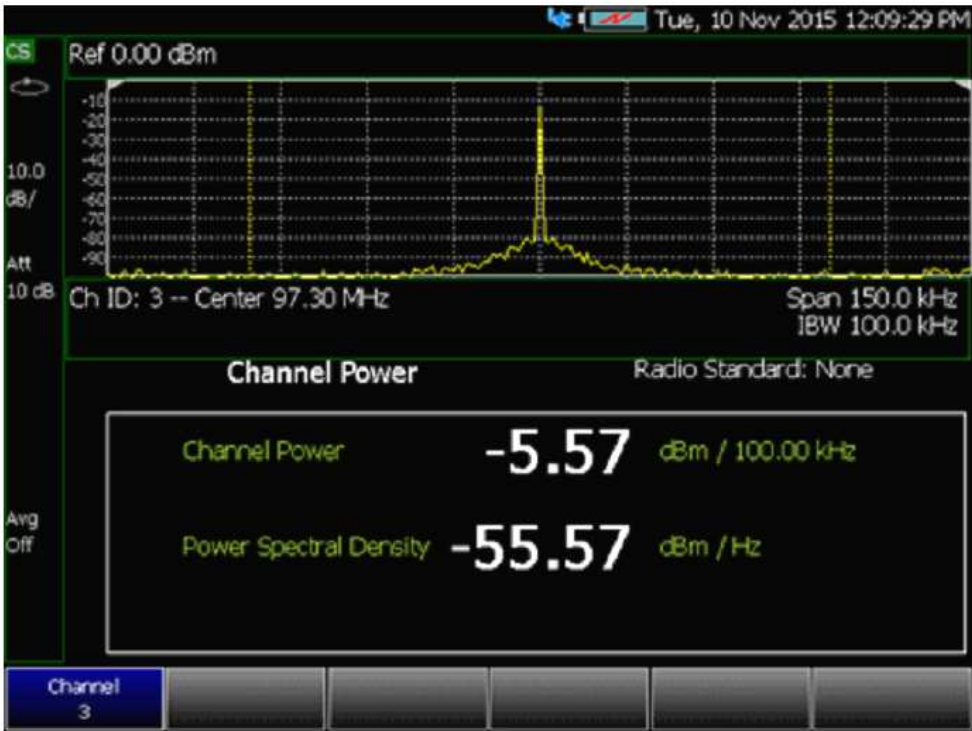 Tue, 10 Nov 2015 12:09:29 PM
CS
Ref 0.00 dBm
-10
-20
-30
-40
-50
-60
-70
-80
-90
10.0
dB/
Att
10 dB
Ch ID: 3 -- Center 97.30 MHz
Span 150.0 kHz
IBW 100.0 kHz
Channel Power
Radio Standard: None
Channel Power -5.57 dBm / 100.00 kHz
Power Spectral Density -55.57 dBm / Hz
Avg
Off
Channel
3